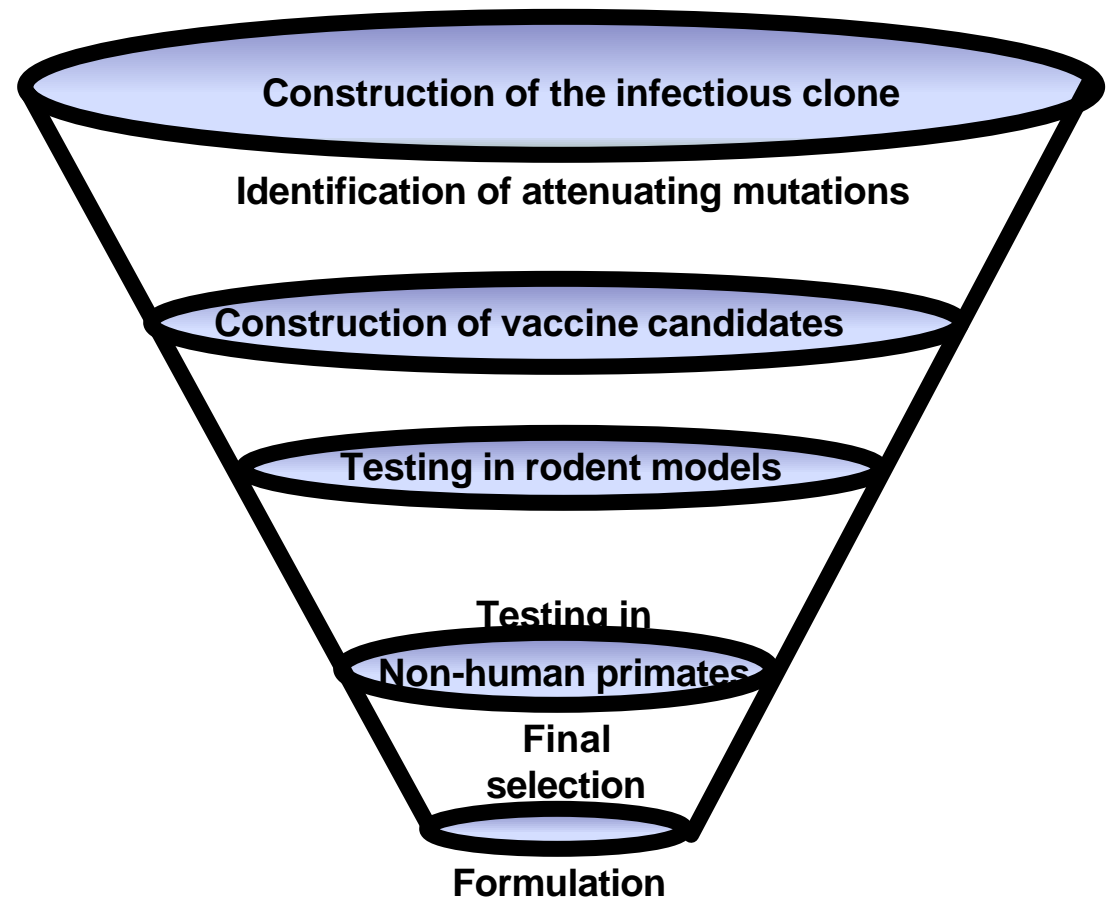 Construction of the infectious clone
Identification of attenuating mutations
Construction of vaccine candidates
Testing in rodent models
Testing in
Non-human primates
Final
selection
Formulation